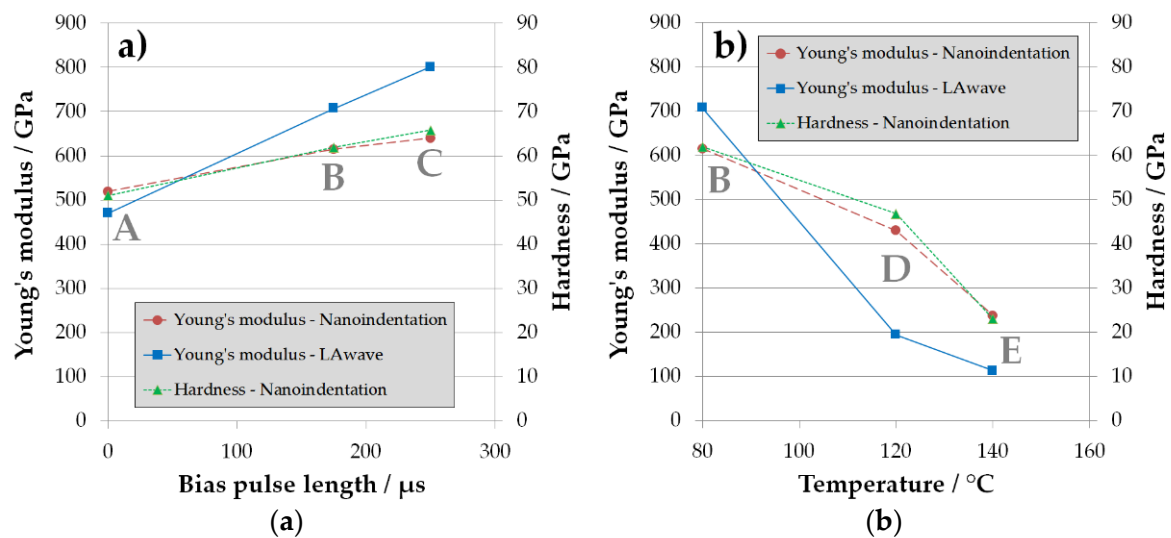 a)
Young's modulus / GPa
900
800
700
600
500
400
300
200
100
0
A
B
C
Young's modulus - Nanoindentation
Young's modulus - LAwave
Hardness - Nanoindentation
90
80
70
60
50
40
30
20
10
0
Hardness / GPa
0 100 200 300
Bias pulse length / μs
(a)
b)
Young's modulus / GPa
900
800
700
600
500
400
300
200
100
0
Young's modulus - Nanoindentation
Young's modulus - LAwave
Hardness - Nanoindentation
B
D
E
90
80
70
60
50
40
30
20
10
0
Hardness / GPa
80 100 120 140 160
Temperature / °C
(b)